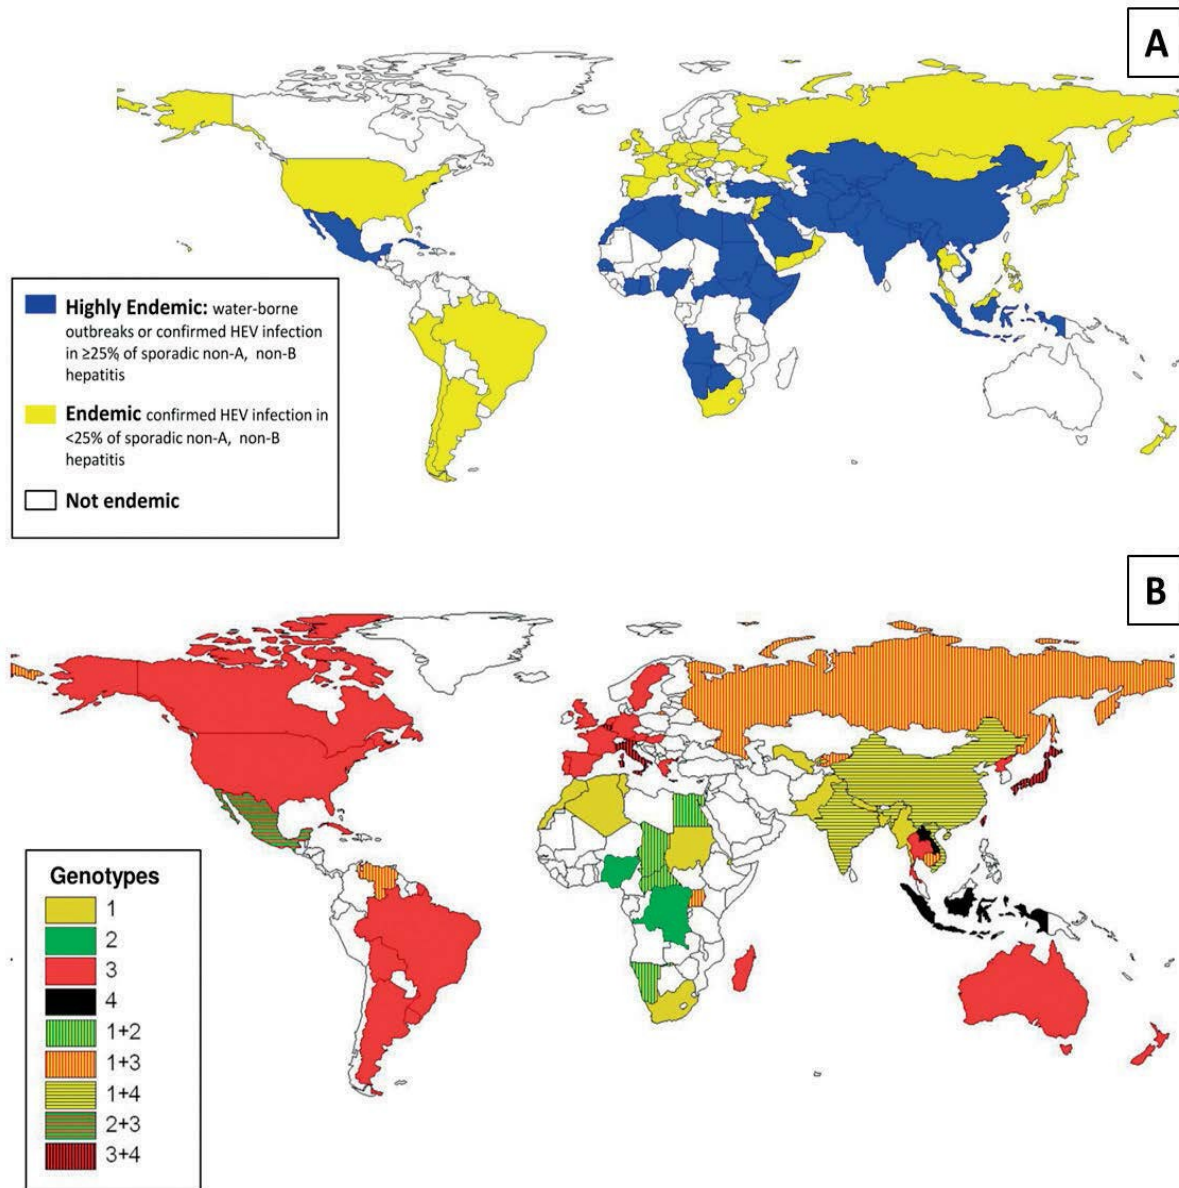 A
Highly Endemic: water-borne
outbreaks or confirmed HEV infection
in ≥25% of sporadic non-A, non-B
hepatitis
Endemic confirmed HEV infection in
<25% of sporadic non-A, non-B
hepatitis
Not endemic
B
Genotypes
1
2
3
4
1+2
1+3
1+4
2+3
3+4